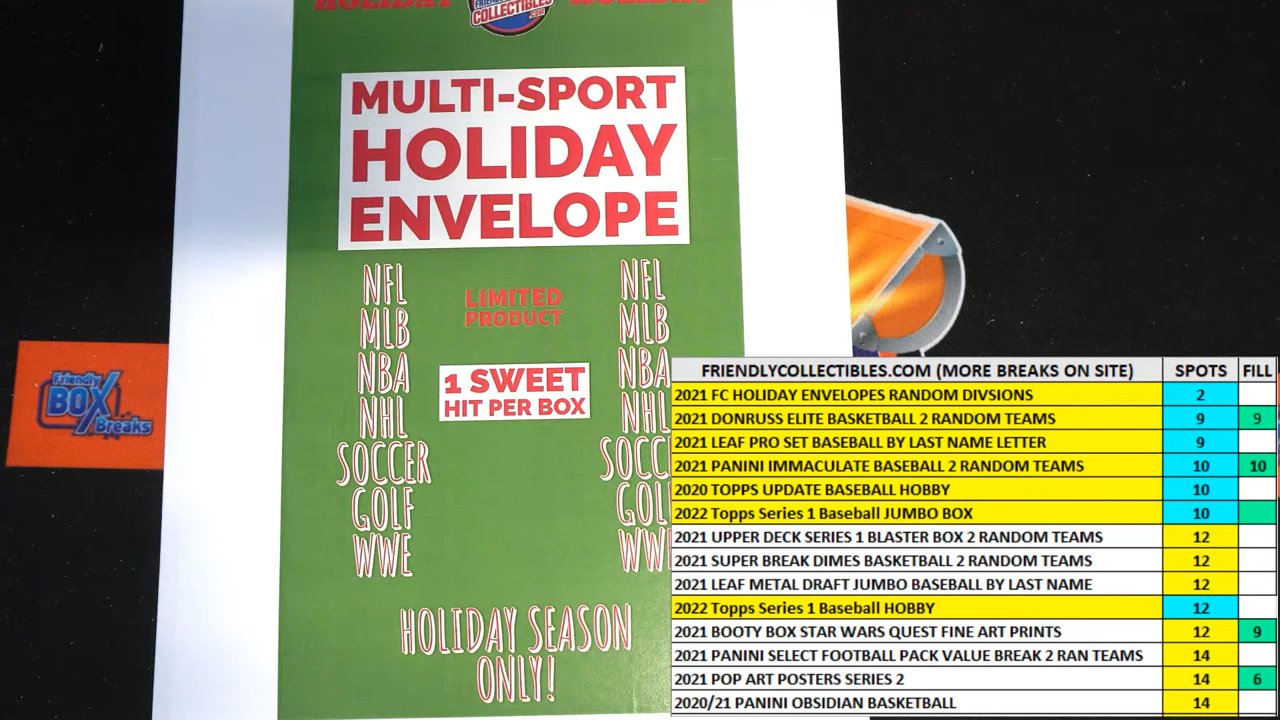 HOLIDAY
HOLIDAY
FRIENDLY
COLLECTIBLES
.COM
MULTI-SPORT
HOLIDAY
ENVELOPE
NFL
MLB
NBA
NHL
SOCCER
GOLF
WWE
LIMITED
PRODUCT
1 SWEET
HIT PER BOX
NFL
MLB
NBA
NHL
SOCC
GOL
WW
HOLIDAY SEASON
ONLY!
Friendly
BOX
Breaks
FRIENDLYCOLLECTIBLES.COM (MORE BREAKS ON SITE) SPOTS FILL
2021 FC HOLIDAY ENVELOPES RANDOM DIVSIONS 2
2021 DONRUSS ELITE BASKETBALL 2 RANDOM TEAMS 9 9
2021 LEAF PRO SET BASEBALL BY LAST NAME LETTER 9
2021 PANINI IMMACULATE BASEBALL 2 RANDOM TEAMS 10 10
2020 TOPPS UPDATE BASEBALL HOBBY 10
2022 Topps Series 1 Baseball JUMBO BOX 10
2021 UPPER DECK SERIES 1 BLASTER BOX 2 RANDOM TEAMS 12
2021 SUPER BREAK DIMES BASKETBALL 2 RANDOM TEAMS 12
2021 LEAF METAL DRAFT JUMBO BASEBALL BY LAST NAME 12
2022 Topps Series 1 Baseball HOBBY 12
2021 BOOTY BOX STAR WARS QUEST FINE ART PRINTS 12 9
2021 PANINI SELECT FOOTBALL PACK VALUE BREAK 2 RAN TEAMS 14
2021 POP ART POSTERS SERIES 2 14 6
2020/21 PANINI OBSIDIAN BASKETBALL 14